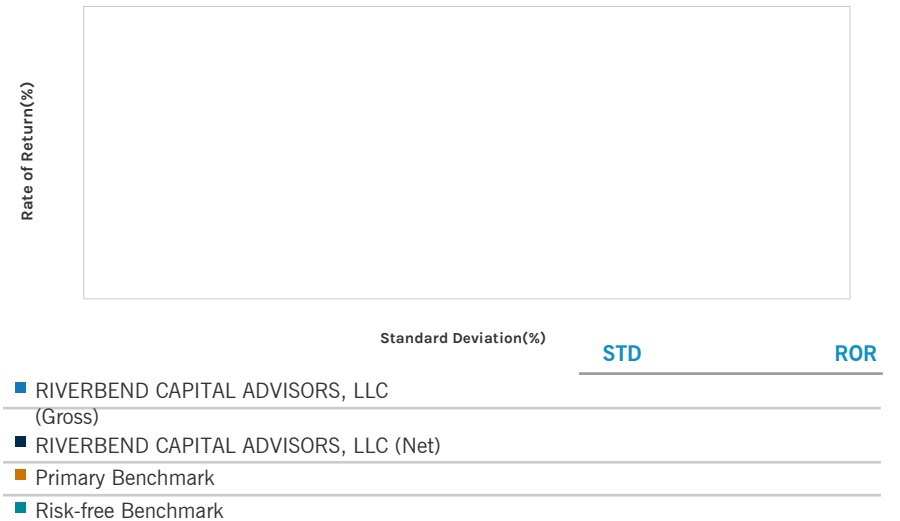 Rate of Return(%)
Standard Deviation(%)
STD ROR
RIVERBEND CAPITAL ADVISORS, LLC
(Gross)
RIVERBEND CAPITAL ADVISORS, LLC (Net)
Primary Benchmark
Risk-free Benchmark